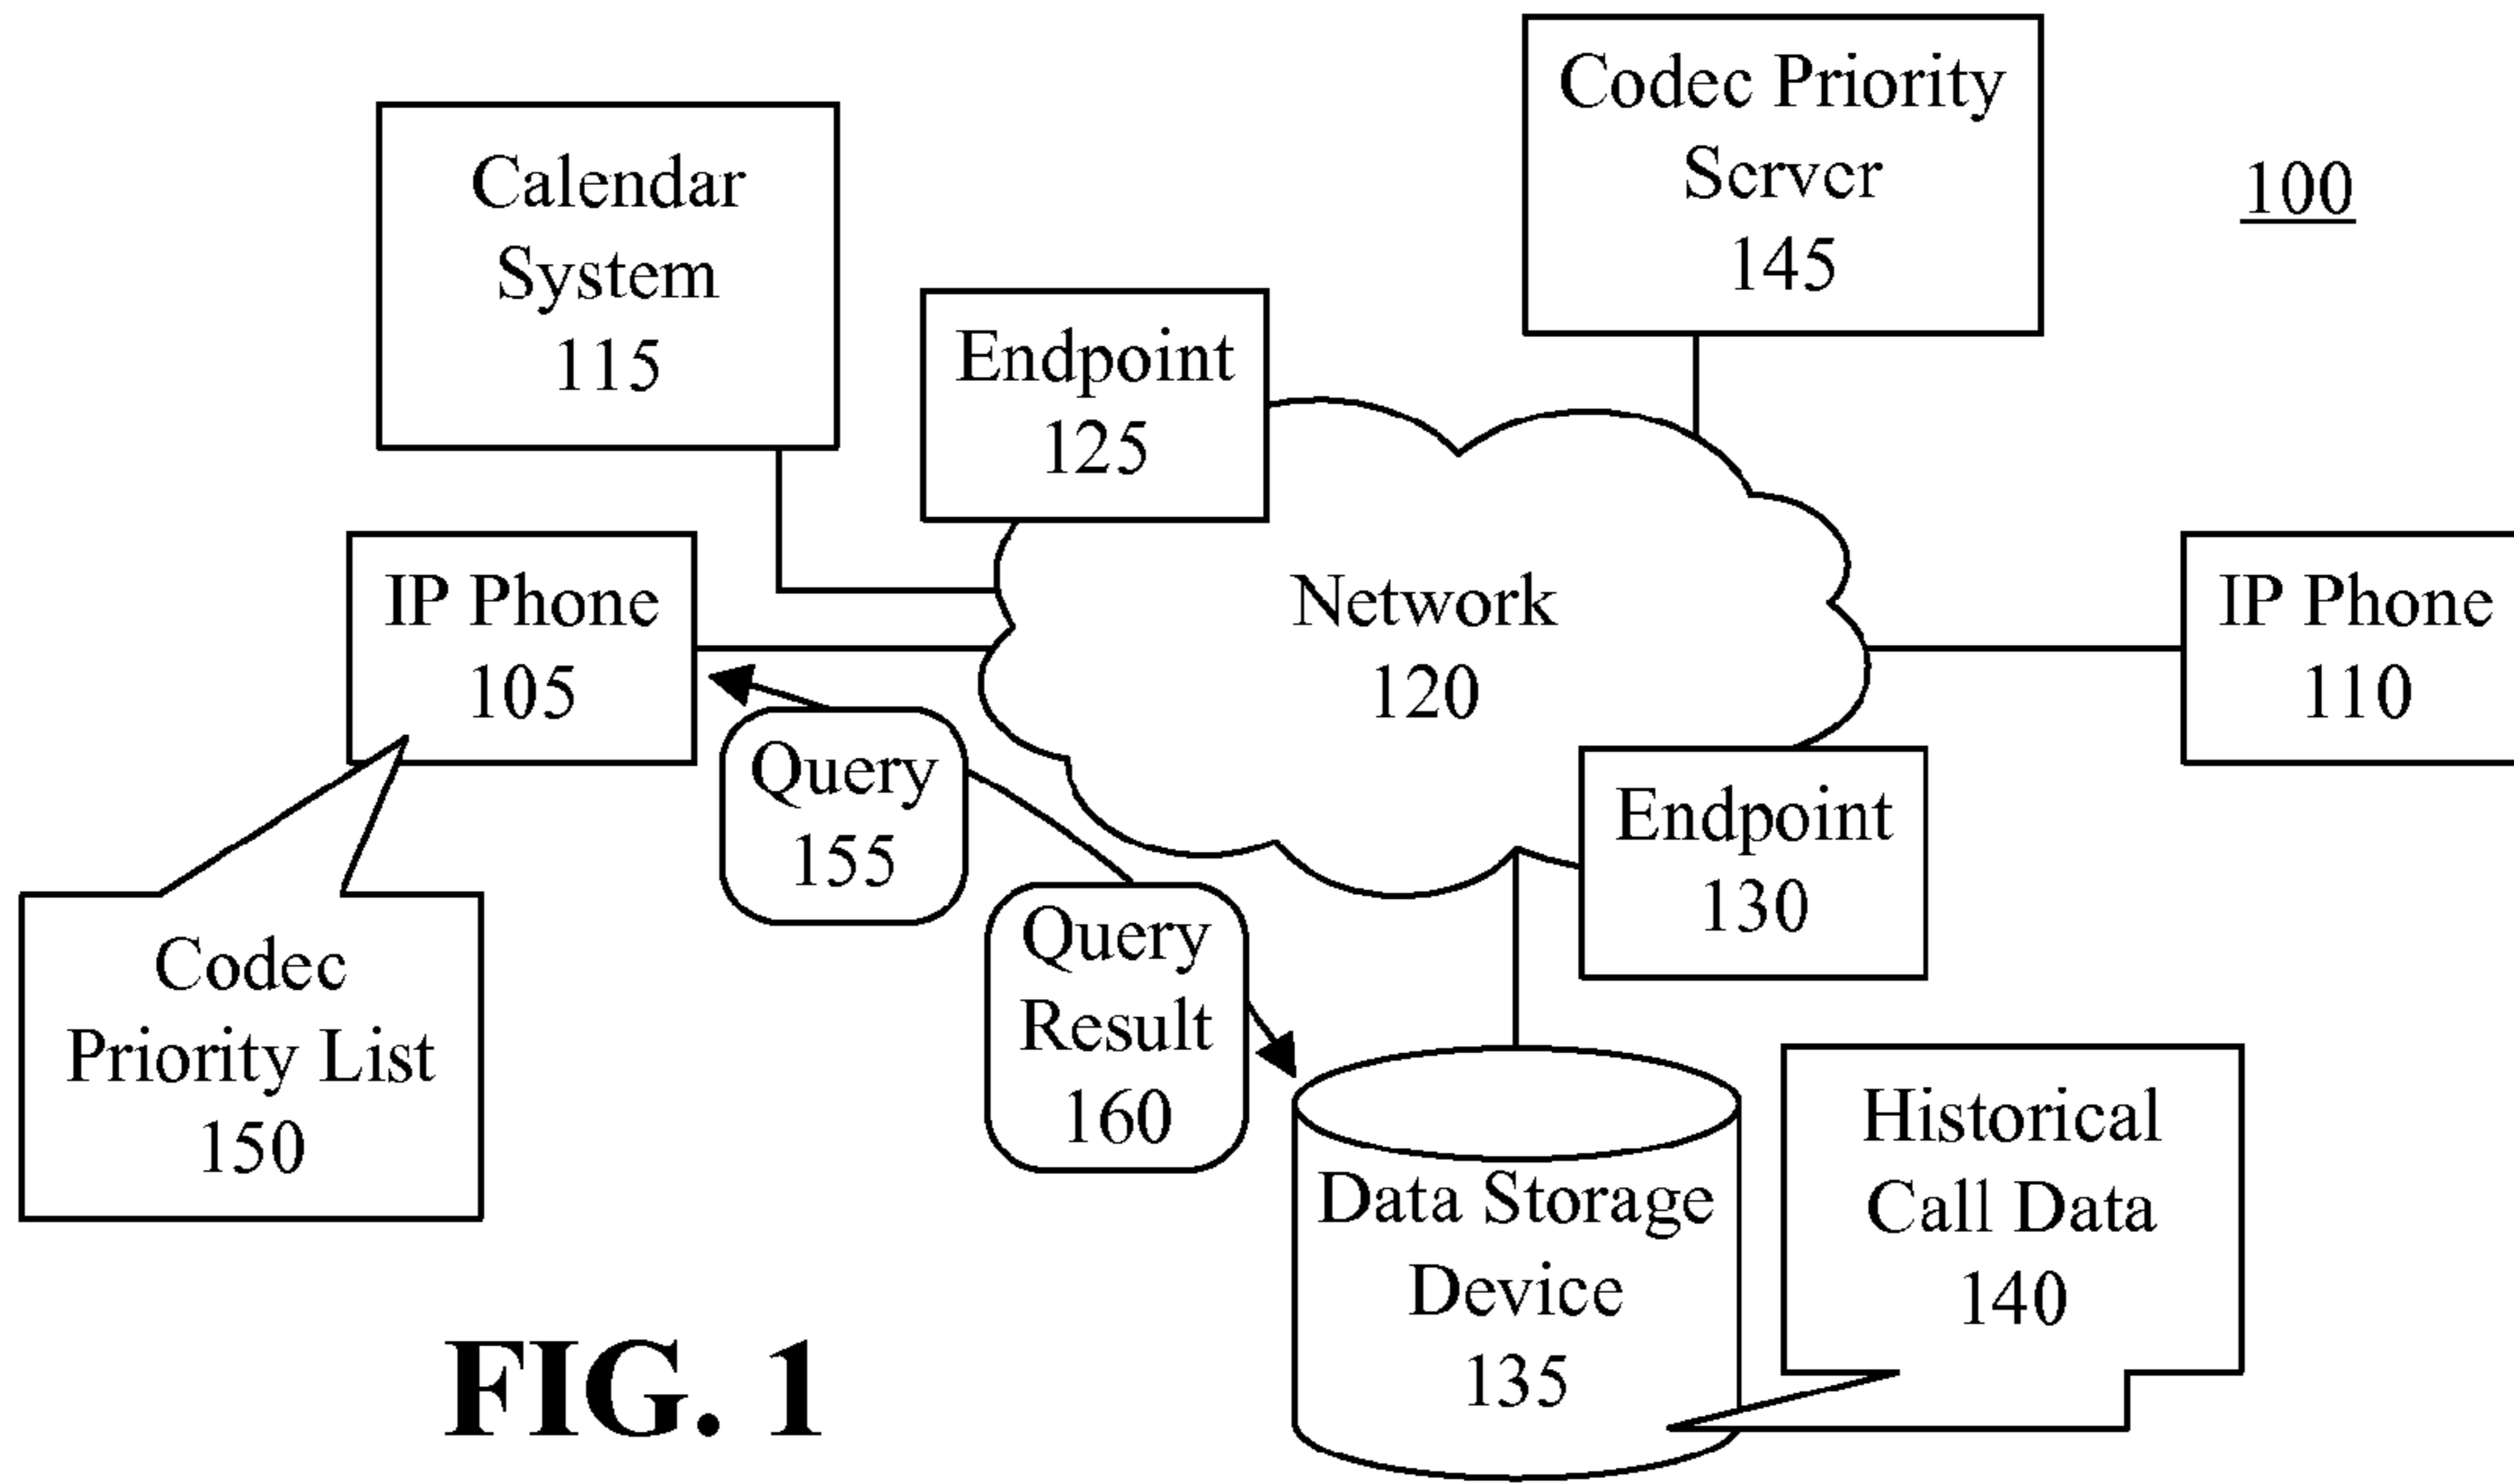 Codec Priority
Server
145
100
Calendar
System
115
Endpoint
125
IP Phone
105
Network
120
IP Phone
110
Query
155
Endpoint
130
Codec
Priority List
150
Query
Result
160
Data Storage
Device
135
Historical
Call Data
140
FIG. 1